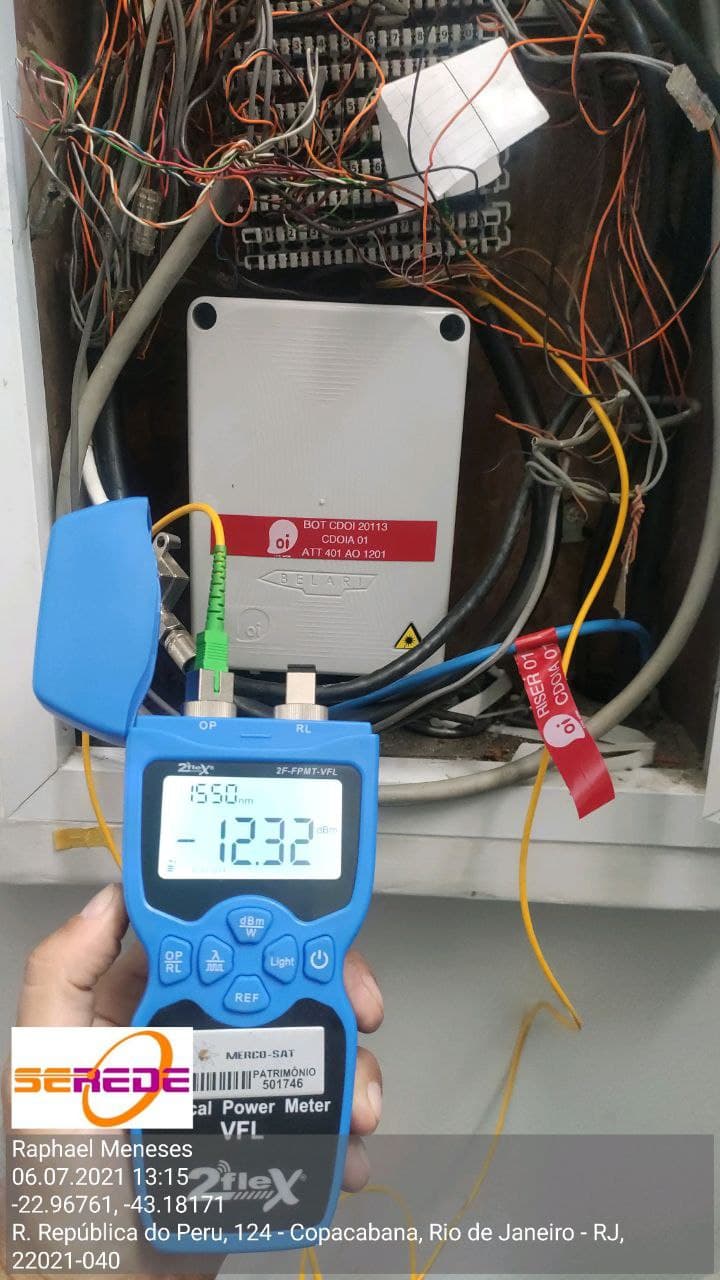 oi
BOT CDOI 20113
CDOIA 01
ATT 401 AO 1201
BELARI
oi
RISER 01
CDOIA 01
oi
OP
RL
2flex
2F-FPMT-VFL
1550nm
-12.32 dBm
dBm
W
OP
RL
λ
Light
REF
MERCO-SAT
PATRIMÔNIO
501746
cal Power Meter
VFL
2flex
SEREDE
Raphael Meneses
06.07.2021 13:15
-22.96761, -43.18171
R. República do Peru, 124 - Copacabana, Rio de Janeiro - RJ,
22021-040